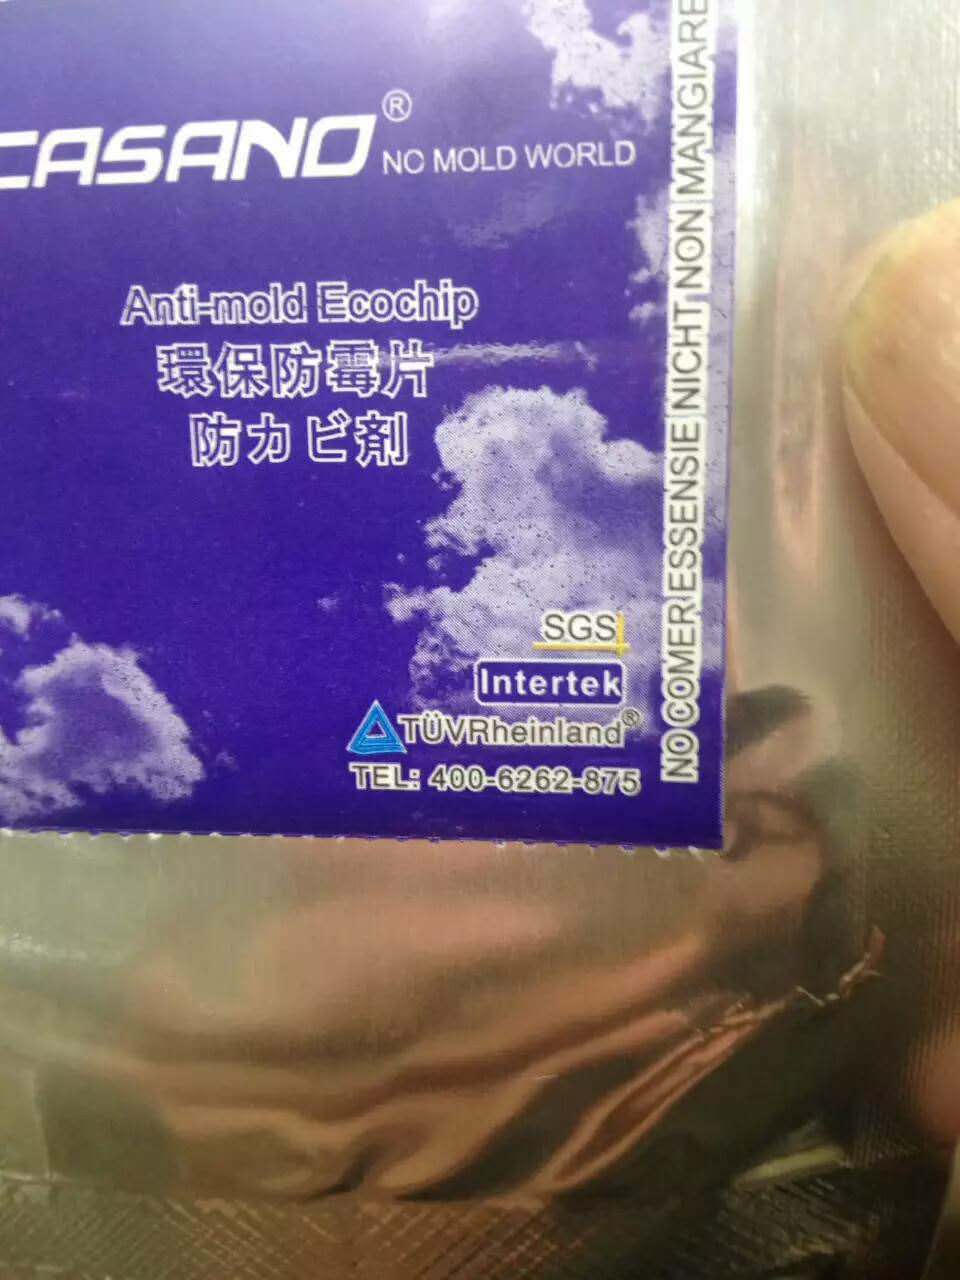 CASANO® NO MOLD WORLD
Anti-mold Ecochip
環保防霉片
防カビ剤
SGS
Intertek
TÜVRheinland®
TEL: 400-6262-875
NO COMER ESSENSIE NICHT NON MANGIARE